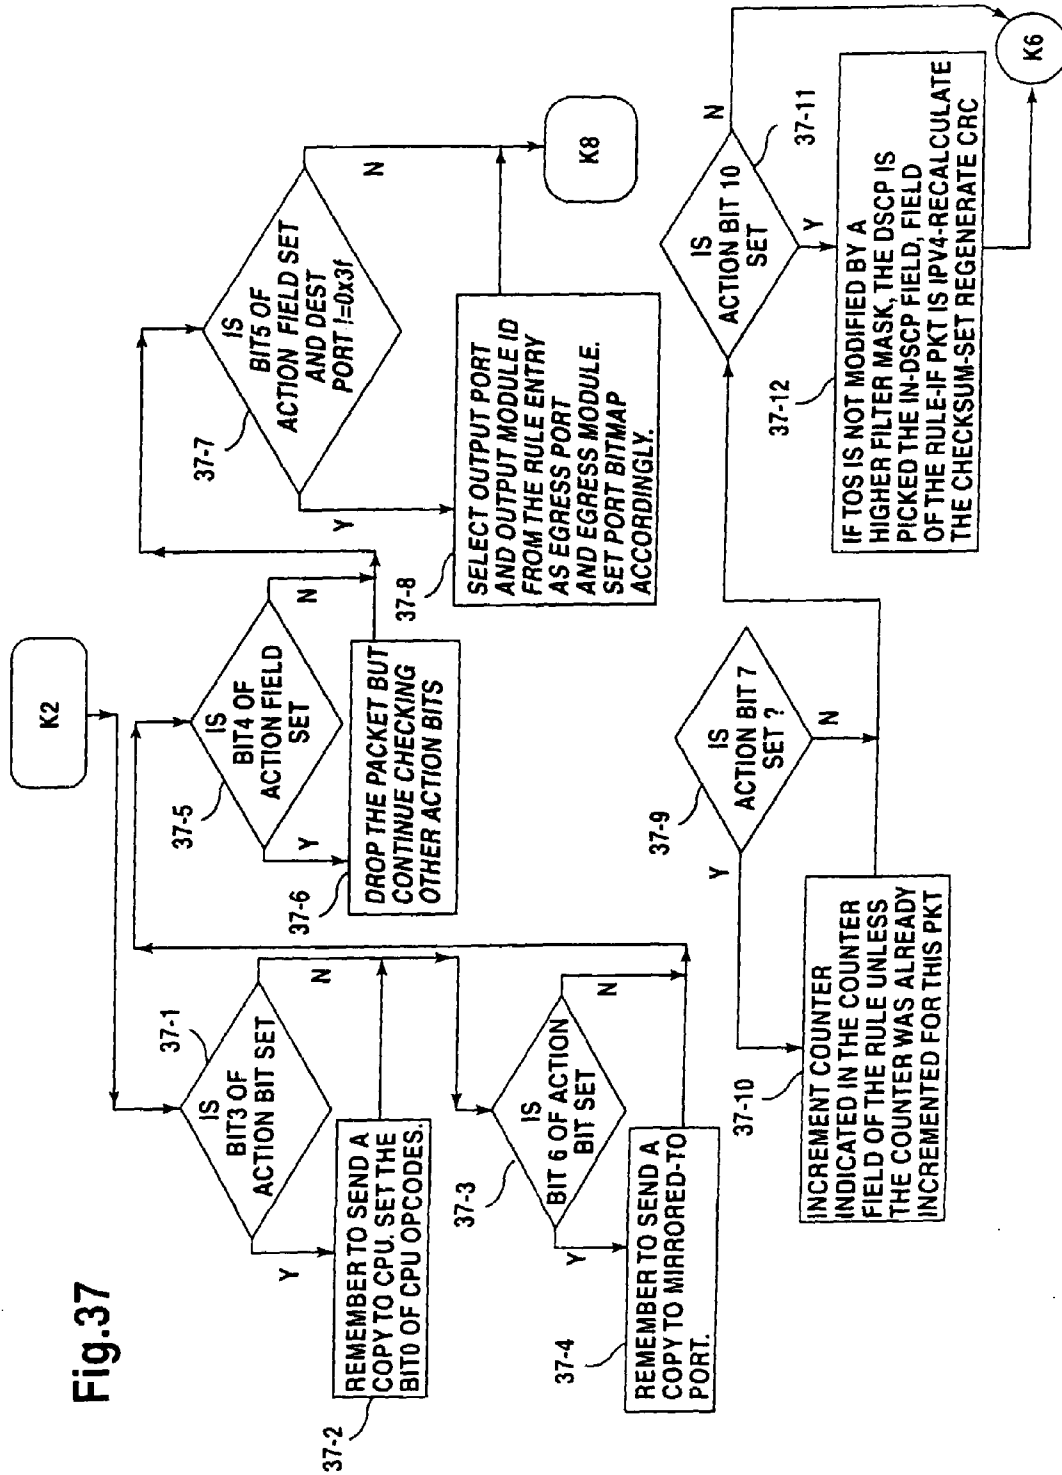 Fig.37
K2
37-1
IS
BIT3 OF
ACTION BIT SET
Y
N
37-2
REMEMBER TO SEND A
COPY TO CPU. SET THE
BIT0 OF CPU OPCODES.
37-3
IS
BIT 6 OF ACTION
BIT SET
Y
N
37-4
REMEMBER TO SEND A
COPY TO MIRRORED-TO
PORT.
37-5
IS
BIT4 OF
ACTION FIELD
SET
Y
N
37-6
DROP THE PACKET BUT
CONTINUE CHECKING
OTHER ACTION BITS
37-7
IS
BIT5 OF
ACTION FIELD SET
AND DEST
PORT !=0x3f
Y
N
37-8
SELECT OUTPUT PORT
AND OUTPUT MODULE ID
FROM THE RULE ENTRY
AS EGRESS PORT
AND EGRESS MODULE.
SET PORT BITMAP
ACCORDINGLY.
K8
37-9
IS
ACTION BIT 7
SET ?
Y
N
37-10
INCREMENT COUNTER
INDICATED IN THE COUNTER
FIELD OF THE RULE UNLESS
THE COUNTER WAS ALREADY
INCREMENTED FOR THIS PKT
37-11
IS
ACTION BIT 10
SET
Y
N
37-12
IF TOS IS NOT MODIFIED BY A
HIGHER FILTER MASK, THE DSCP IS
PICKED THE IN-DSCP FIELD, FIELD
OF THE RULE-IF PKT IS IPV4-RECALCULATE
THE CHECKSUM-SET REGENERATE CRC
K6